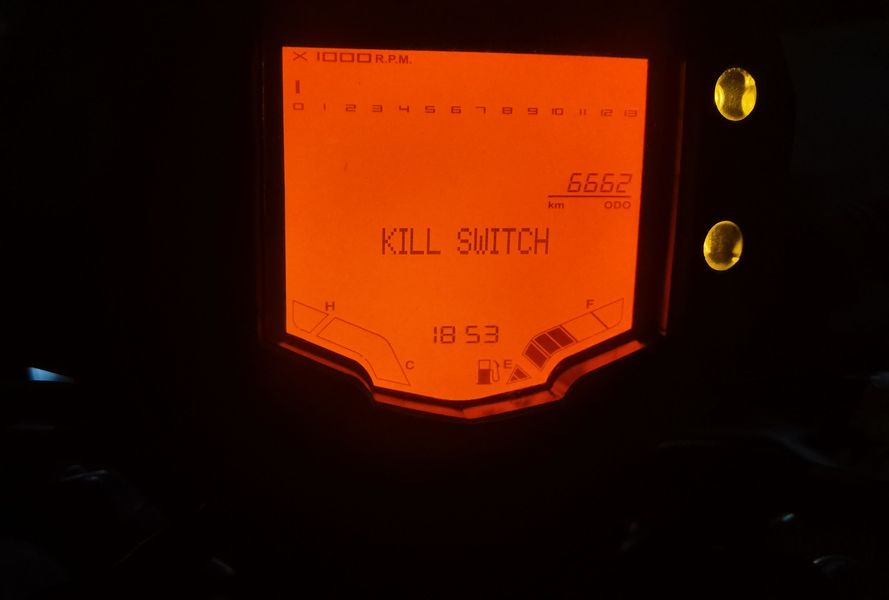 X 1000 R.P.M.
0 1 2 3 4 5 6 7 8 9 10 11 12 13
6662
km ODO
KILL SWITCH
H F
18 53
C E